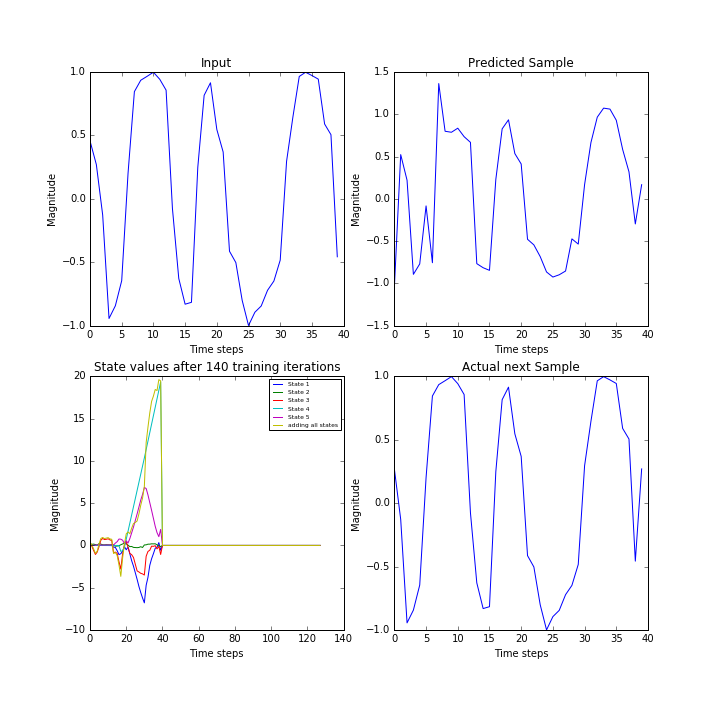 Input
1.0
0.5
0.0
−0.5
−1.0
Magnitude
0 5 10 15 20 25 30 35 40
Time steps
Predicted Sample
1.5
1.0
0.5
0.0
−0.5
−1.0
−1.5
Magnitude
0 5 10 15 20 25 30 35 40
Time steps
State values after 140 training iterations
20
15
10
5
0
−5
−10
Magnitude
State 1
State 2
State 3
State 4
State 5
adding all states
0 20 40 60 80 100 120 140
Time steps
Actual next Sample
1.0
0.5
0.0
−0.5
−1.0
Magnitude
0 5 10 15 20 25 30 35 40
Time steps